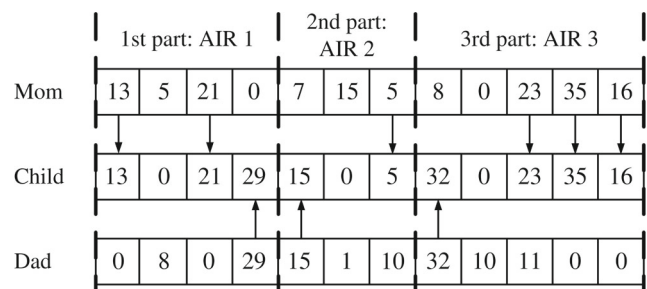 1st part: AIR 1 2nd part: AIR 2 3rd part: AIR 3
Mom 13 5 21 0 7 15 5 8 0 23 35 16
Child 13 0 21 29 15 0 5 32 0 23 35 16
Dad 0 8 0 29 15 1 10 32 10 11 0 0